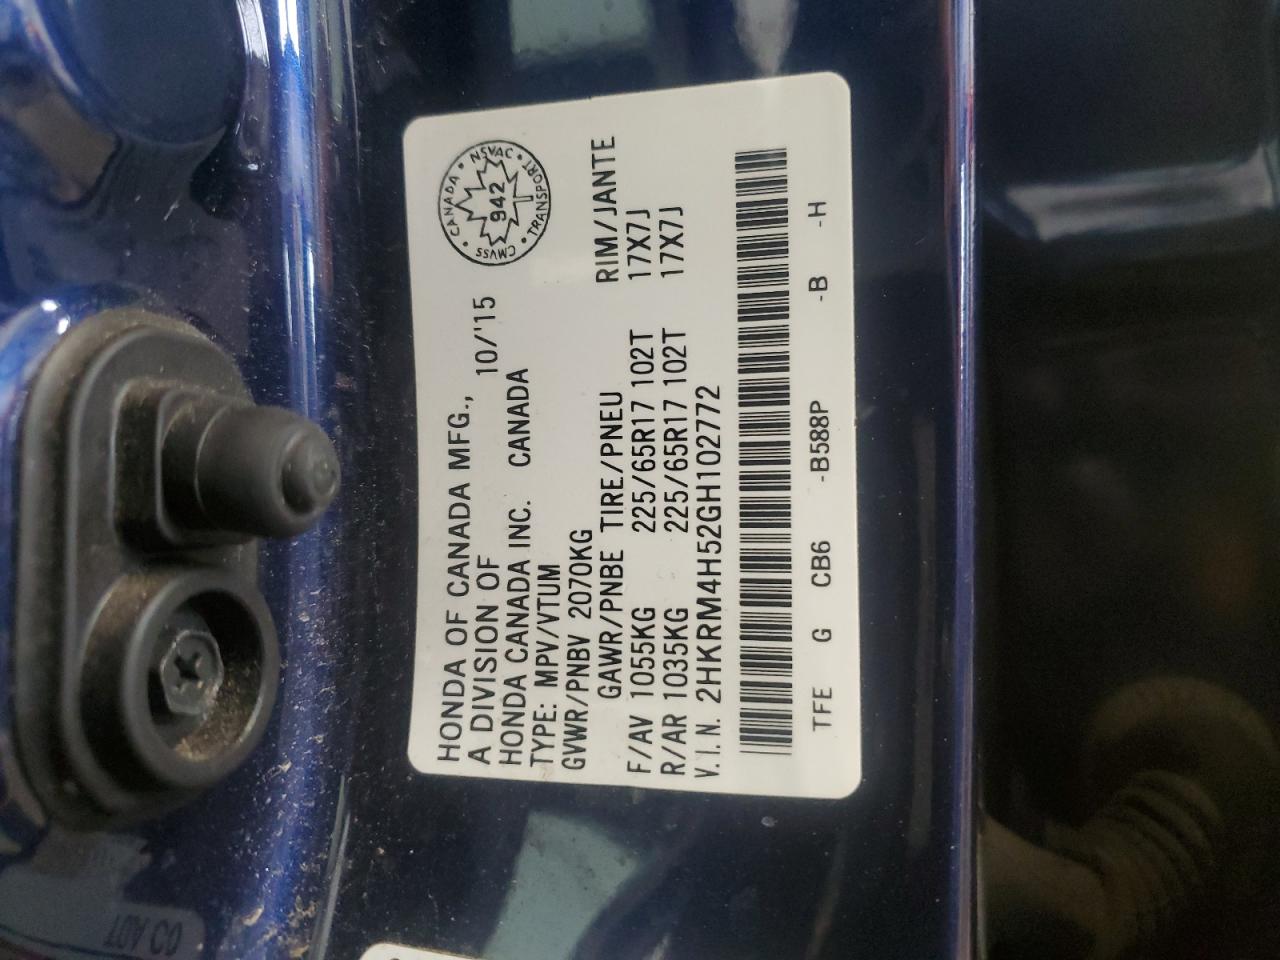 HONDA OF CANADA MFG., 10/'15
A DIVISION OF
HONDA CANADA INC. CANADA
TYPE: MPV/VTUM
GVWR/PNBV 2070KG
GAWR/PNBE TIRE/PNEU RIM/JANTE
F/AV 1055KG 225/65R17 102T 17X7J
R/AR 1035KG 225/65R17 102T 17X7J
V.I.N. 2HKRM4H52GH102772
TFE G CB6 -B588P -B -H
CANADA • NSVAC • TRANSPORT • CMVSS •
942